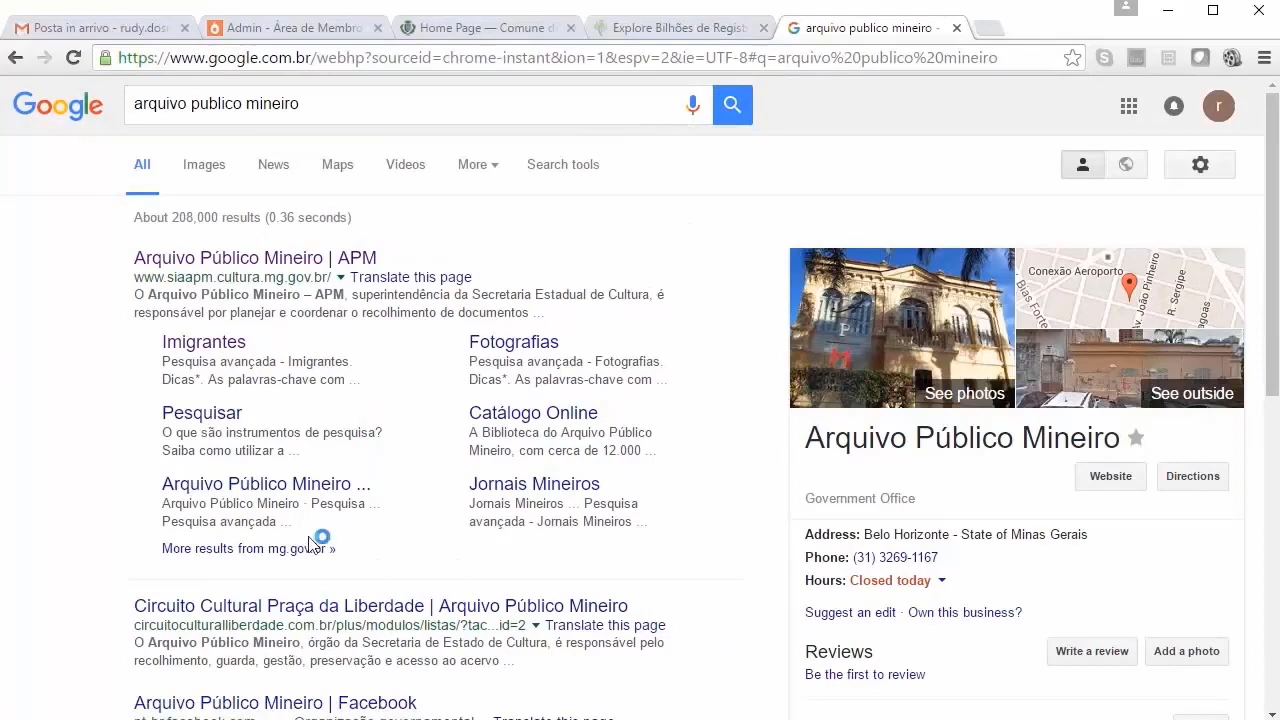 Posta in arrivo - rudy.dos
Admin - Área de Membro
Home Page — Comune d
Explore Bilhões de Regist
arquivo publico mineiro -
https://www.google.com.br/webhp?sourceid=chrome-instant&ion=1&espv=2&ie=UTF-8#q=arquivo%20publico%20mineiro
Google
arquivo publico mineiro
r
All
Images
News
Maps
Videos
More
Search tools
About 208,000 results (0.36 seconds)
Arquivo Público Mineiro | APM
www.siaapm.cultura.mg.gov.br/ Translate this page
O Arquivo Público Mineiro – APM, superintendência da Secretaria Estadual de Cultura, é
responsável por planejar e coordenar o recolhimento de documentos ...
Imigrantes
Pesquisa avançada - Imigrantes.
Dicas*. As palavras-chave com ...
Fotografias
Pesquisa avançada - Fotografias.
Dicas*. As palavras-chave com ...
Pesquisar
O que são instrumentos de pesquisa?
Saiba como utilizar a ...
Catálogo Online
A Biblioteca do Arquivo Público
Mineiro, com cerca de 12.000 ...
Arquivo Público Mineiro ...
Arquivo Público Mineiro · Pesquisa ...
Pesquisa avançada ...
Jornais Mineiros
Jornais Mineiros ... Pesquisa
avançada - Jornais Mineiros ...
More results from mg.gov.br »
Circuito Cultural Praça da Liberdade | Arquivo Público Mineiro
circuitoculturalliberdade.com.br/plus/modulos/listas/?tac...id=2 Translate this page
O Arquivo Público Mineiro, órgão da Secretaria de Estado de Cultura, é responsável pelo
recolhimento, guarda, gestão, preservação e acesso ao acervo ...
Arquivo Público Mineiro | Facebook
Translate this page
Conexão Aeroporto
Bias Forte
Av. João Pinheiro
R. Sergipe
See photos
See outside
Arquivo Público Mineiro
Website
Directions
Government Office
Address: Belo Horizonte - State of Minas Gerais
Phone: (31) 3269-1167
Hours: Closed today
Suggest an edit · Own this business?
Reviews
Write a review
Add a photo
Be the first to review